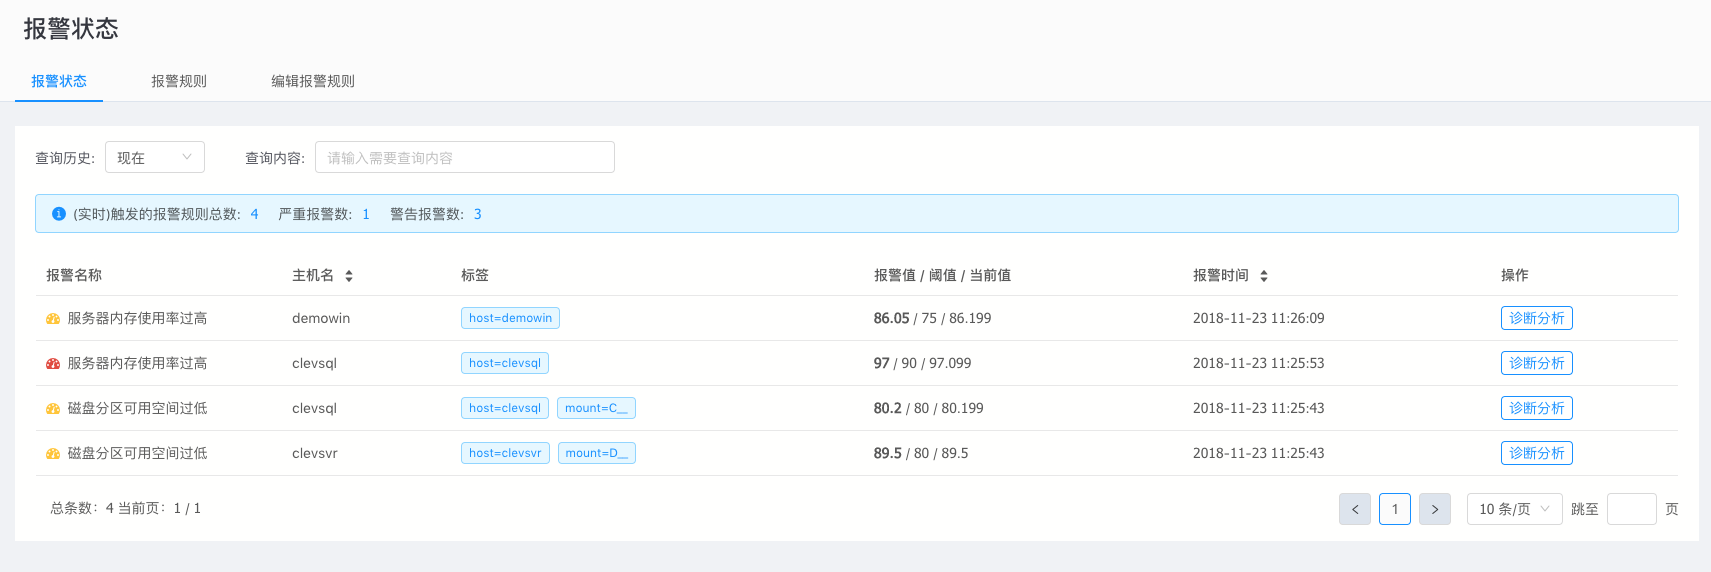 报警状态
报警状态 报警规则 编辑报警规则
查询历史: 现在 查询内容: 请输入需要查询内容
(实时)触发的报警规则总数: 4 严重报警数: 1 警告报警数: 3
报警名称 主机名 标签 报警值 / 阈值 / 当前值 报警时间 操作
服务器内存使用率过高 demowin host=demowin 86.05 / 75 / 86.199 2018-11-23 11:26:09 诊断分析
服务器内存使用率过高 clevsql host=clevsql 97 / 90 / 97.099 2018-11-23 11:25:53 诊断分析
磁盘分区可用空间过低 clevsql host=clevsql mount=C__ 80.2 / 80 / 80.199 2018-11-23 11:25:43 诊断分析
磁盘分区可用空间过低 clevsvr host=clevsvr mount=D__ 89.5 / 80 / 89.5 2018-11-23 11:25:43 诊断分析
总条数: 4 当前页: 1 / 1 < 1 > 10 条/页 跳至 页